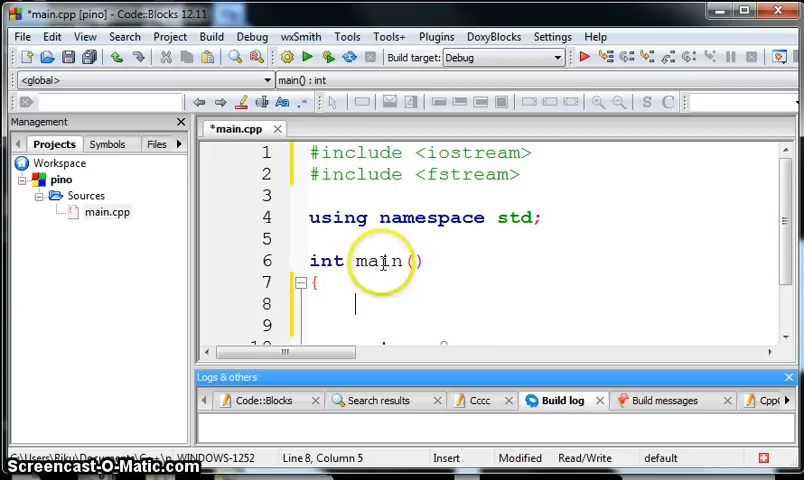 *main.cpp [pino] - Code::Blocks 12.11
File Edit View Search Project Build Debug wxSmith Tools Tools+ Plugins DoxyBlocks Settings Help
Build target: Debug
<global> main() : int
S C
Management
Projects Symbols Files
Workspace
pino
Sources
main.cpp
*main.cpp
1 #include <iostream>
2 #include <fstream>
3
4 using namespace std;
5
6 int main()
7 {
8
9
10
Logs & others
Code::Blocks Search results Cccc Build log Build messages
WINDOWS-1252 Line 8, Column 5 Insert Modified Read/Write default
Screencast-O-Matic.com